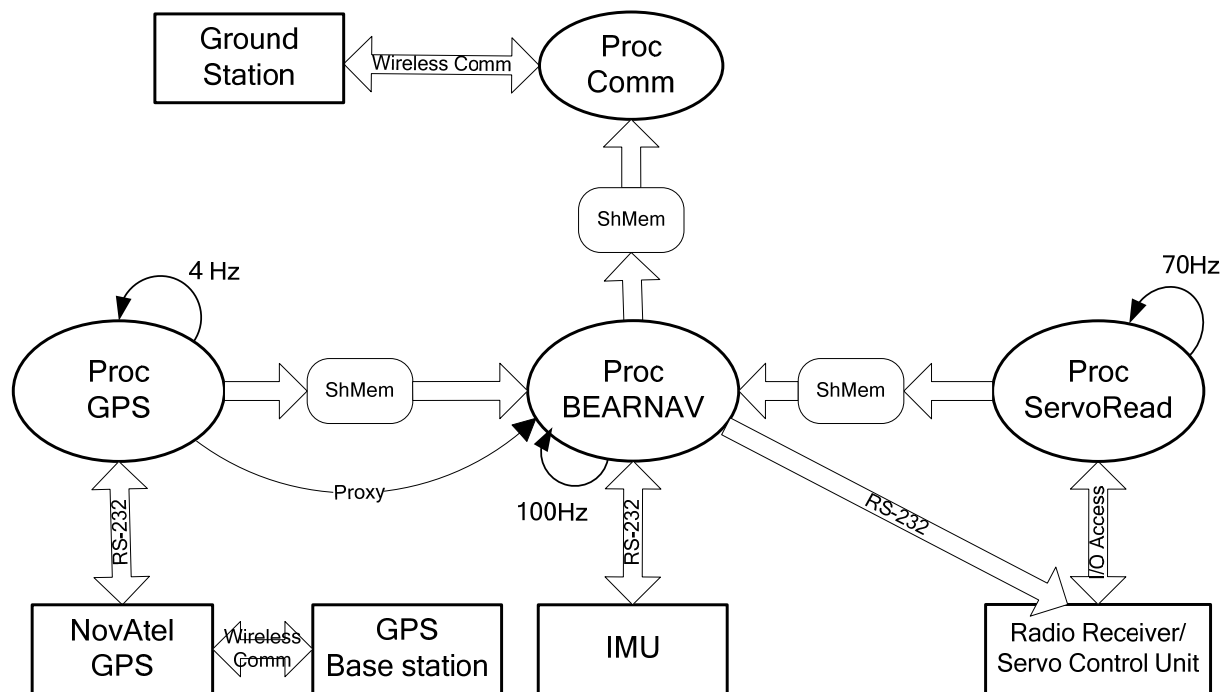 Ground
Station
Wireless Comm
Proc
Comm
ShMem
4 Hz
70Hz
Proc
GPS
ShMem
Proc
BEARNAV
ShMem
Proc
ServoRead
Proxy
100Hz
RS-232
RS-232
RS-232
I/O Access
NovAtel
GPS
Wireless
Comm
GPS
Base station
IMU
Radio Receiver/
Servo Control Unit